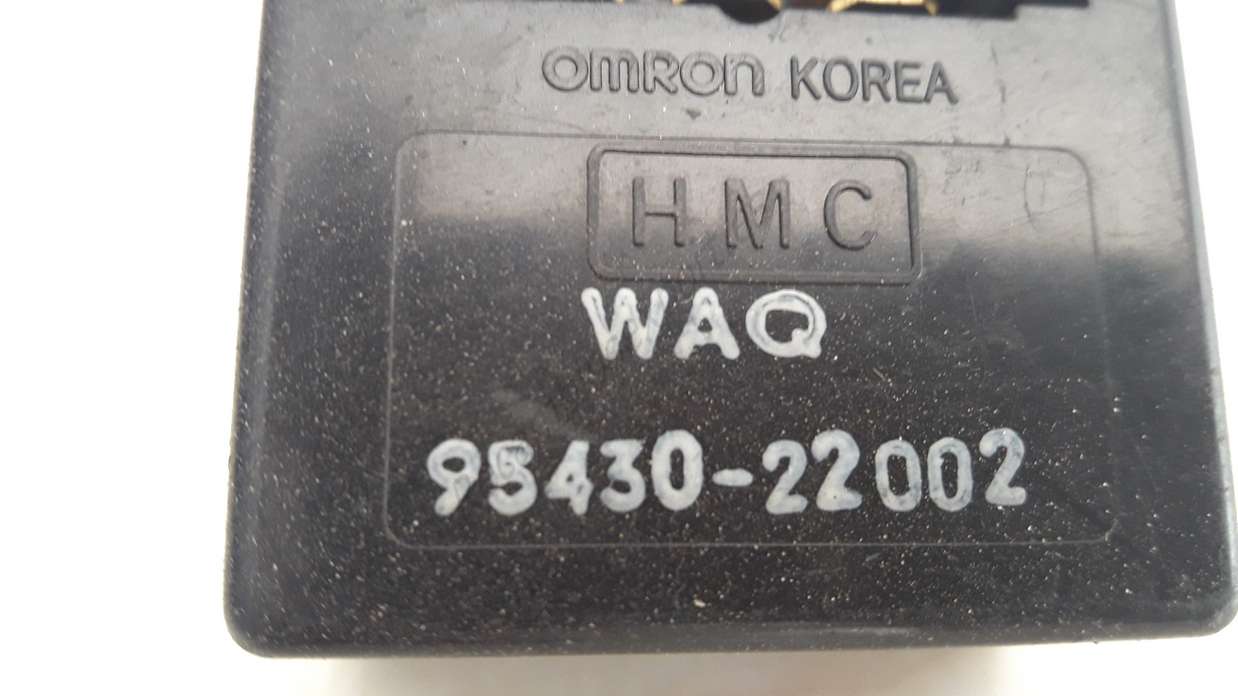 OMRON KOREA
HMC
WAQ
95430-22002